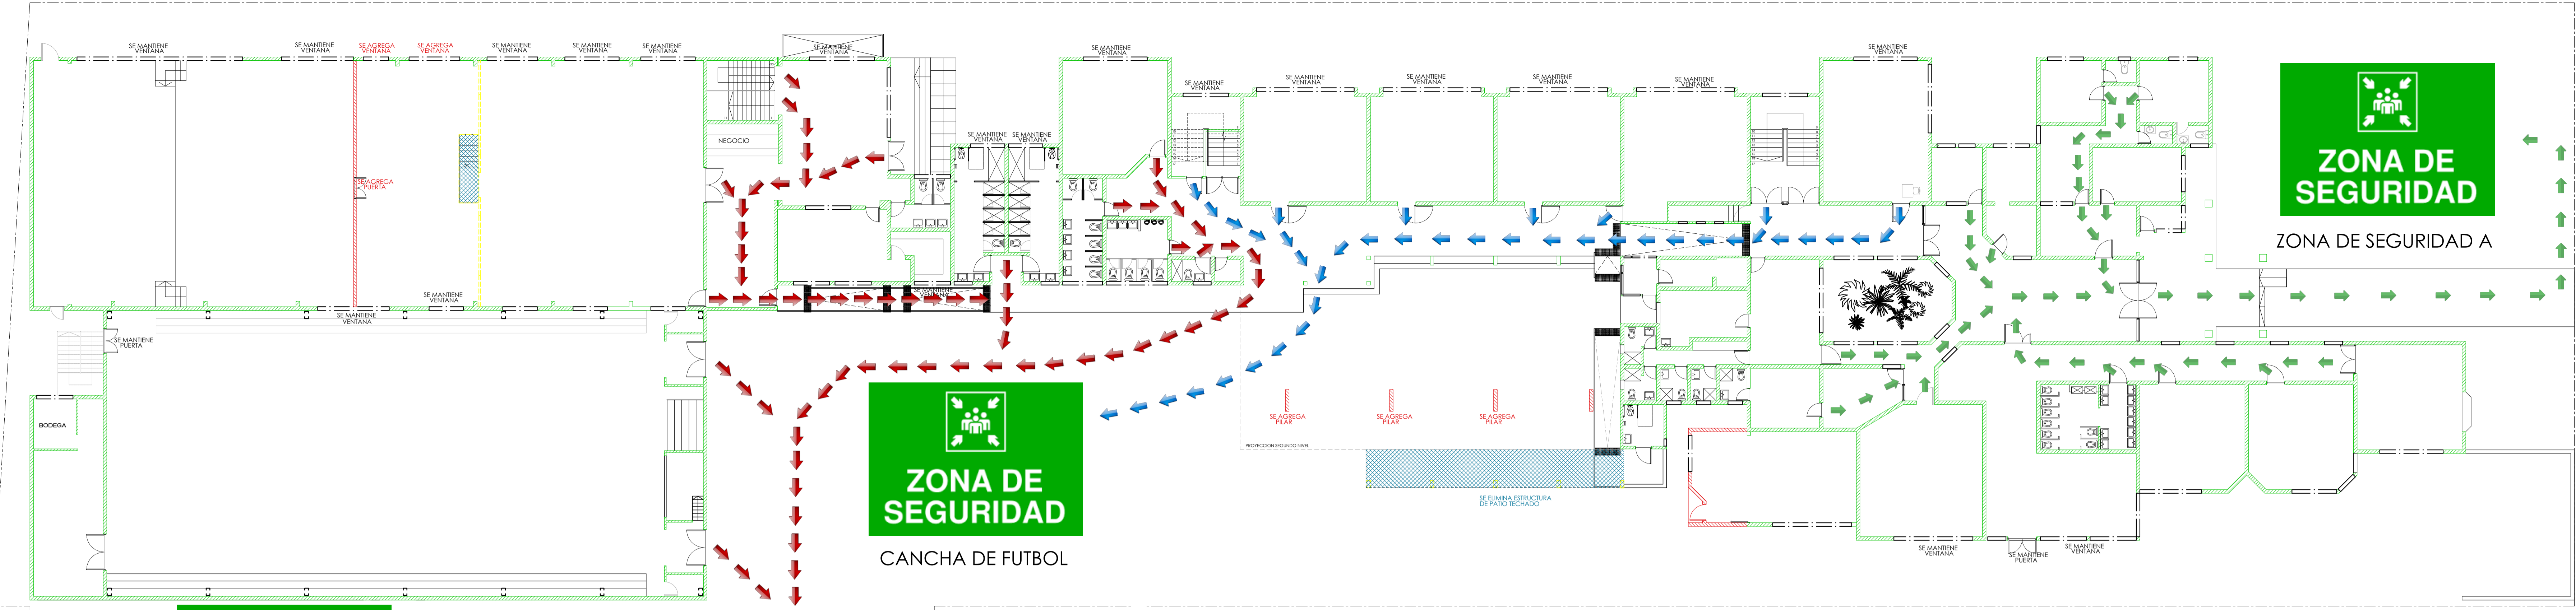 SE MANTIENE
VENTANA
SE MANTIENE
VENTANA
SE AGREGA
VENTANA
SE AGREGA
VENTANA
SE MANTIENE
VENTANA
SE MANTIENE
VENTANA
SE MANTIENE
VENTANA
SE MANTIENE
VENTANA
SE MANTIENE
VENTANA
SE MANTIENE
VENTANA
SE MANTIENE
VENTANA
SE MANTIENE
VENTANA
SE MANTIENE
VENTANA
SE MANTIENE
VENTANA
SE MANTIENE
VENTANA
NEGOCIO
SE MANTIENE
VENTANA
SE MANTIENE
VENTANA
SE AGREGA
PUERTA
ZONA DE
SEGURIDAD
ZONA DE SEGURIDAD A
SE MANTIENE
VENTANA
SE MANTIENE
VENTANA
SE MANTIENE
VENTANA
SE MANTIENE
PUERTA
BODEGA
ZONA DE
SEGURIDAD
CANCHA DE FUTBOL
SE AGREGA
PILAR
SE AGREGA
PILAR
SE AGREGA
PILAR
PROYECCION SEGUNDO NIVEL
SE ELIMINA ESTRUCTURA
DE PATIO TECHADO
SE MANTIENE
VENTANA
SE MANTIENE
PUERTA
SE MANTIENE
VENTANA